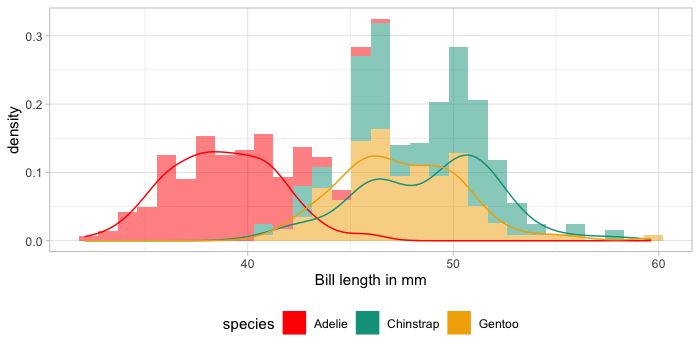 density
0.3
0.2
0.1
0.0
40
50
60
Bill length in mm
species
Adelie
Chinstrap
Gentoo